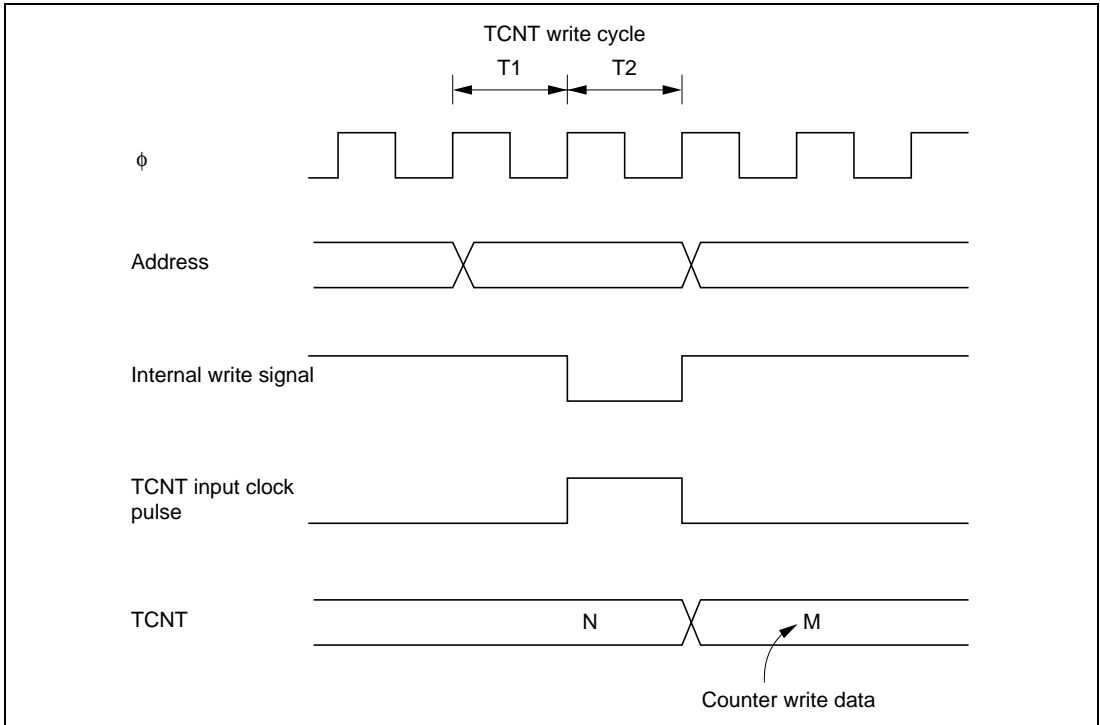 TCNT write cycle
T1 T2
ϕ
Address
Internal write signal
TCNT input clock
pulse
TCNT
N M
Counter write data